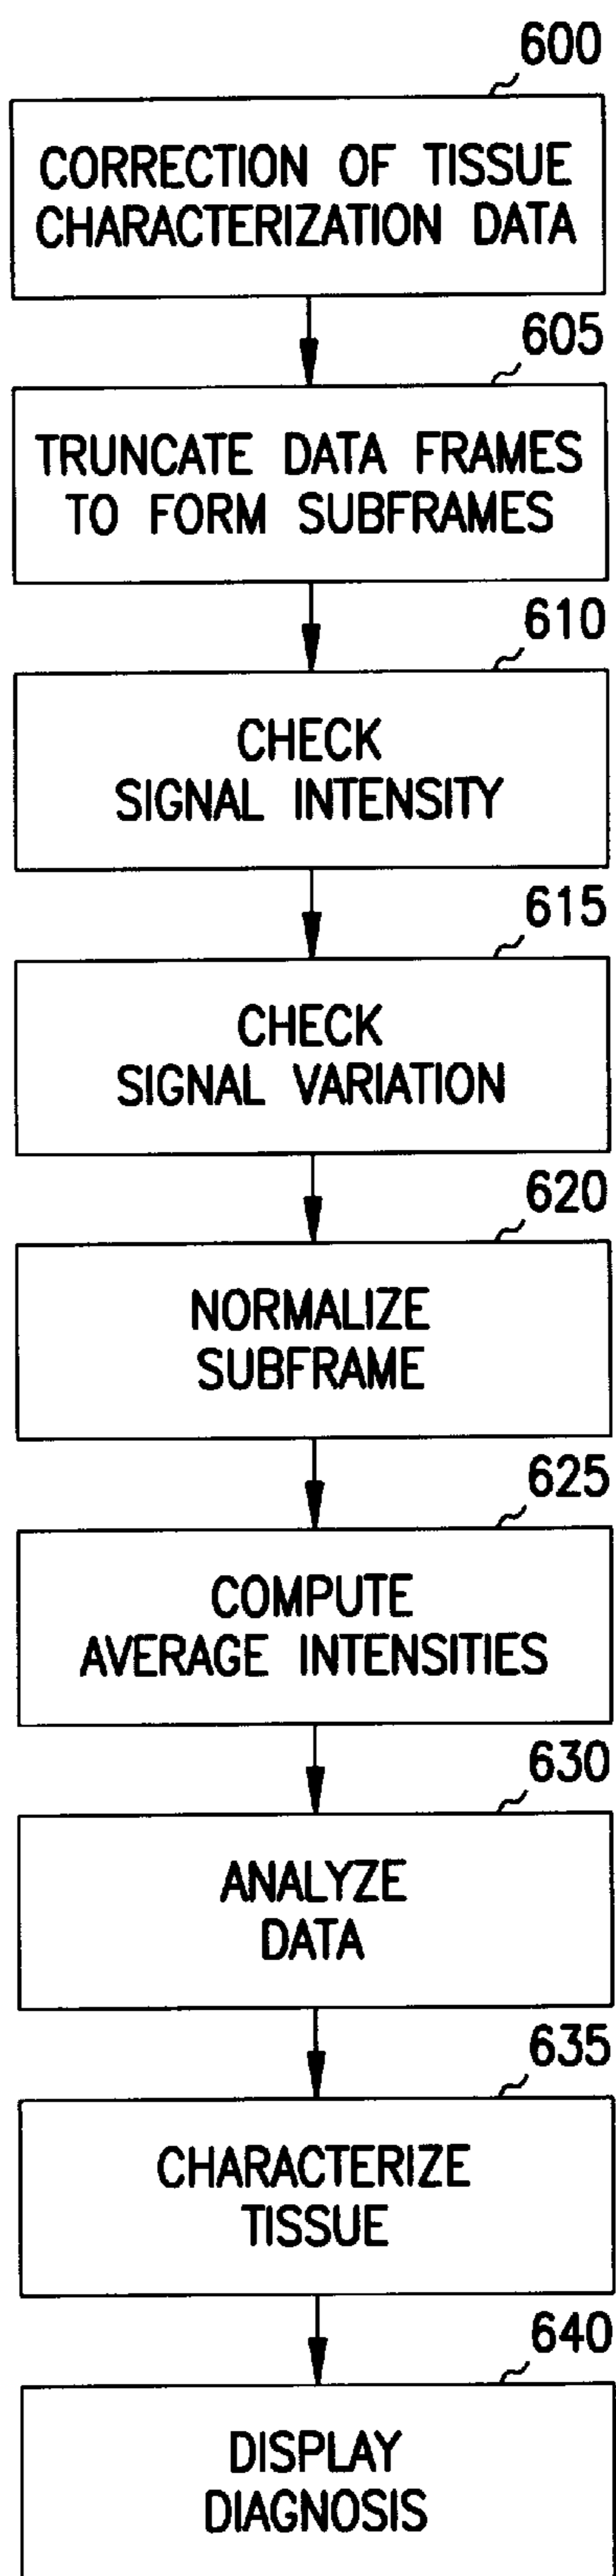 600
CORRECTION OF TISSUE
CHARACTERIZATION DATA
605
TRUNCATE DATA FRAMES
TO FORM SUBFRAMES
610
CHECK
SIGNAL INTENSITY
615
CHECK
SIGNAL VARIATION
620
NORMALIZE
SUBFRAME
625
COMPUTE
AVERAGE INTENSITIES
630
ANALYZE
DATA
635
CHARACTERIZE
TISSUE
640
DISPLAY
DIAGNOSIS